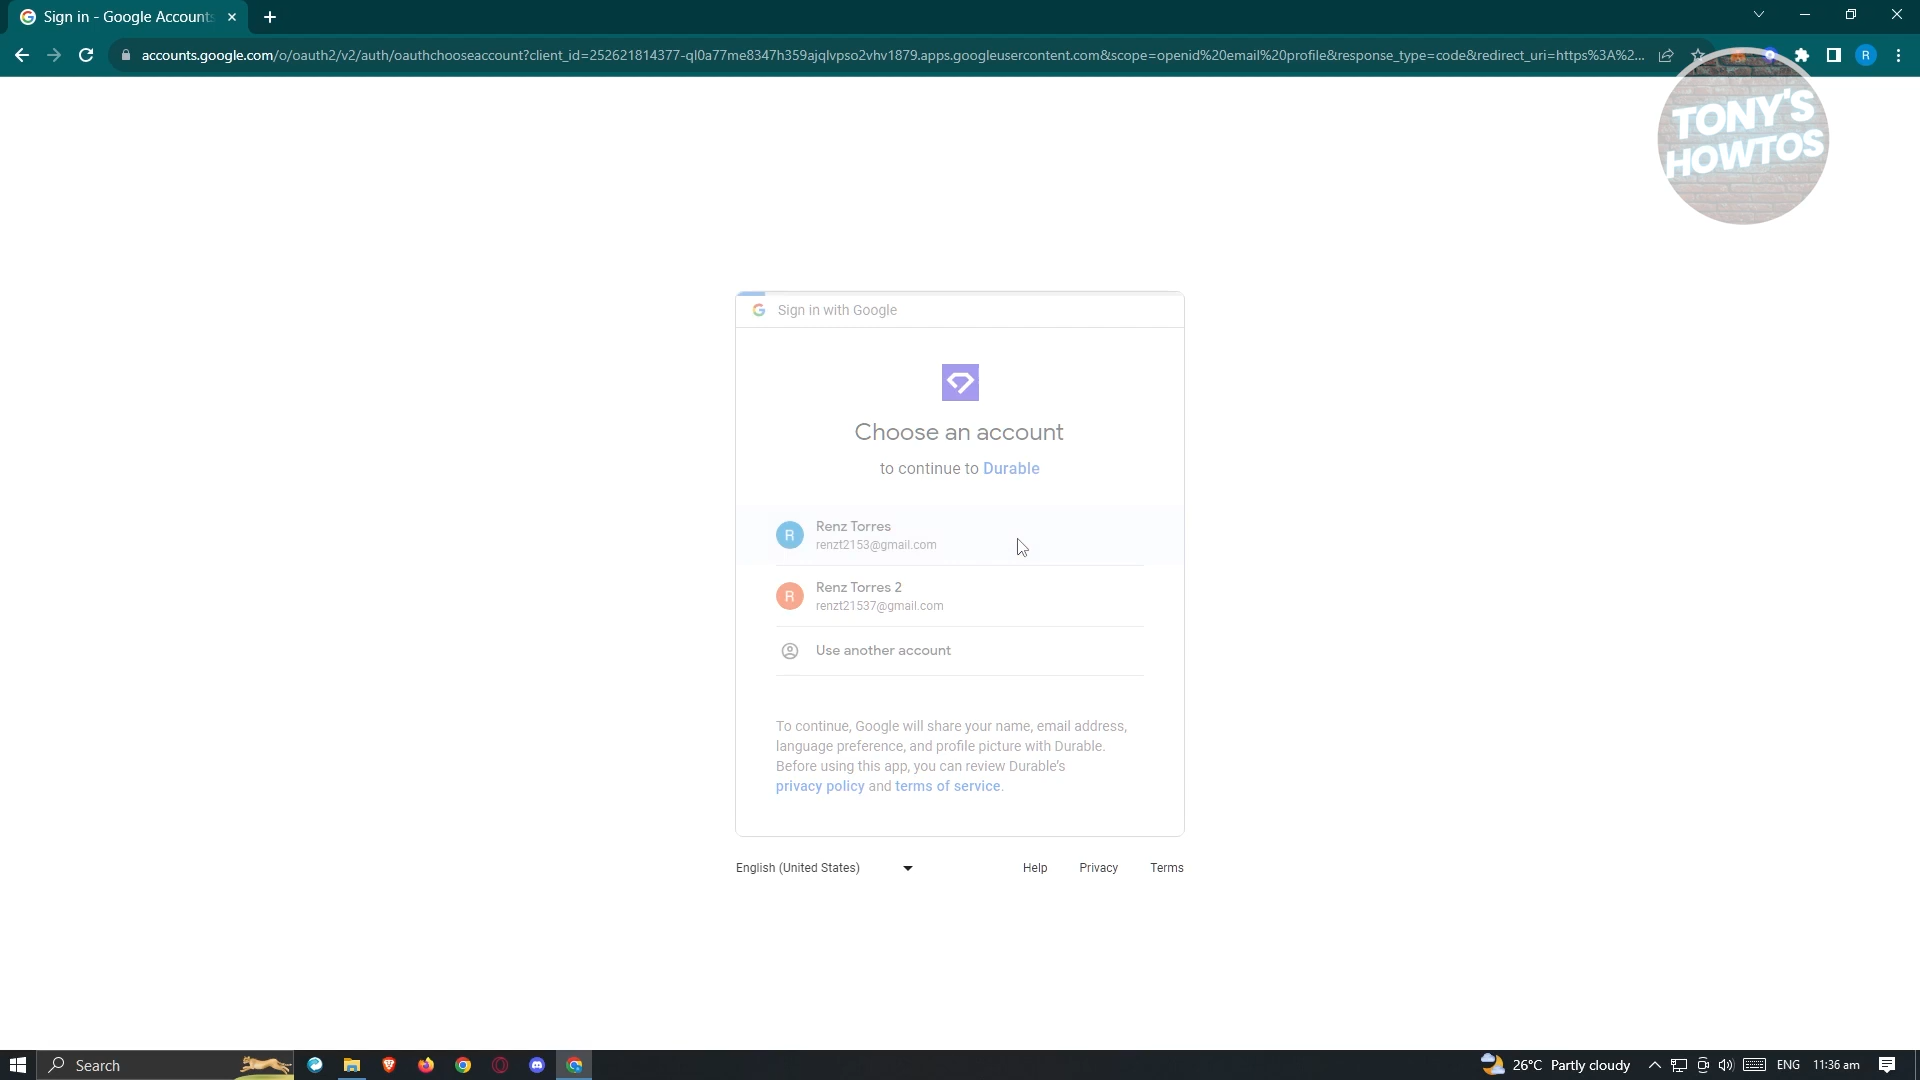 Sign in - Google Accounts
accounts.google.com/o/oauth2/v2/auth/oauthchooseaccount?client_id=252621814377-ql0a77me8347h359ajqlvpso2vhv1879.apps.googleusercontent.com&scope=openid%20email%20profile&response_type=code&redirect_uri=https%3A%2...
R
TONY'S
HOWTOS
Sign in with Google
Choose an account
to continue to Durable
R
Renz Torres
renzt2153@gmail.com
R
Renz Torres 2
renzt21537@gmail.com
Use another account
To continue, Google will share your name, email address,
language preference, and profile picture with Durable.
Before using this app, you can review Durable's
privacy policy and terms of service.
English (United States)
Help
Privacy
Terms
Search
26°C Partly cloudy
ENG
11:36 am